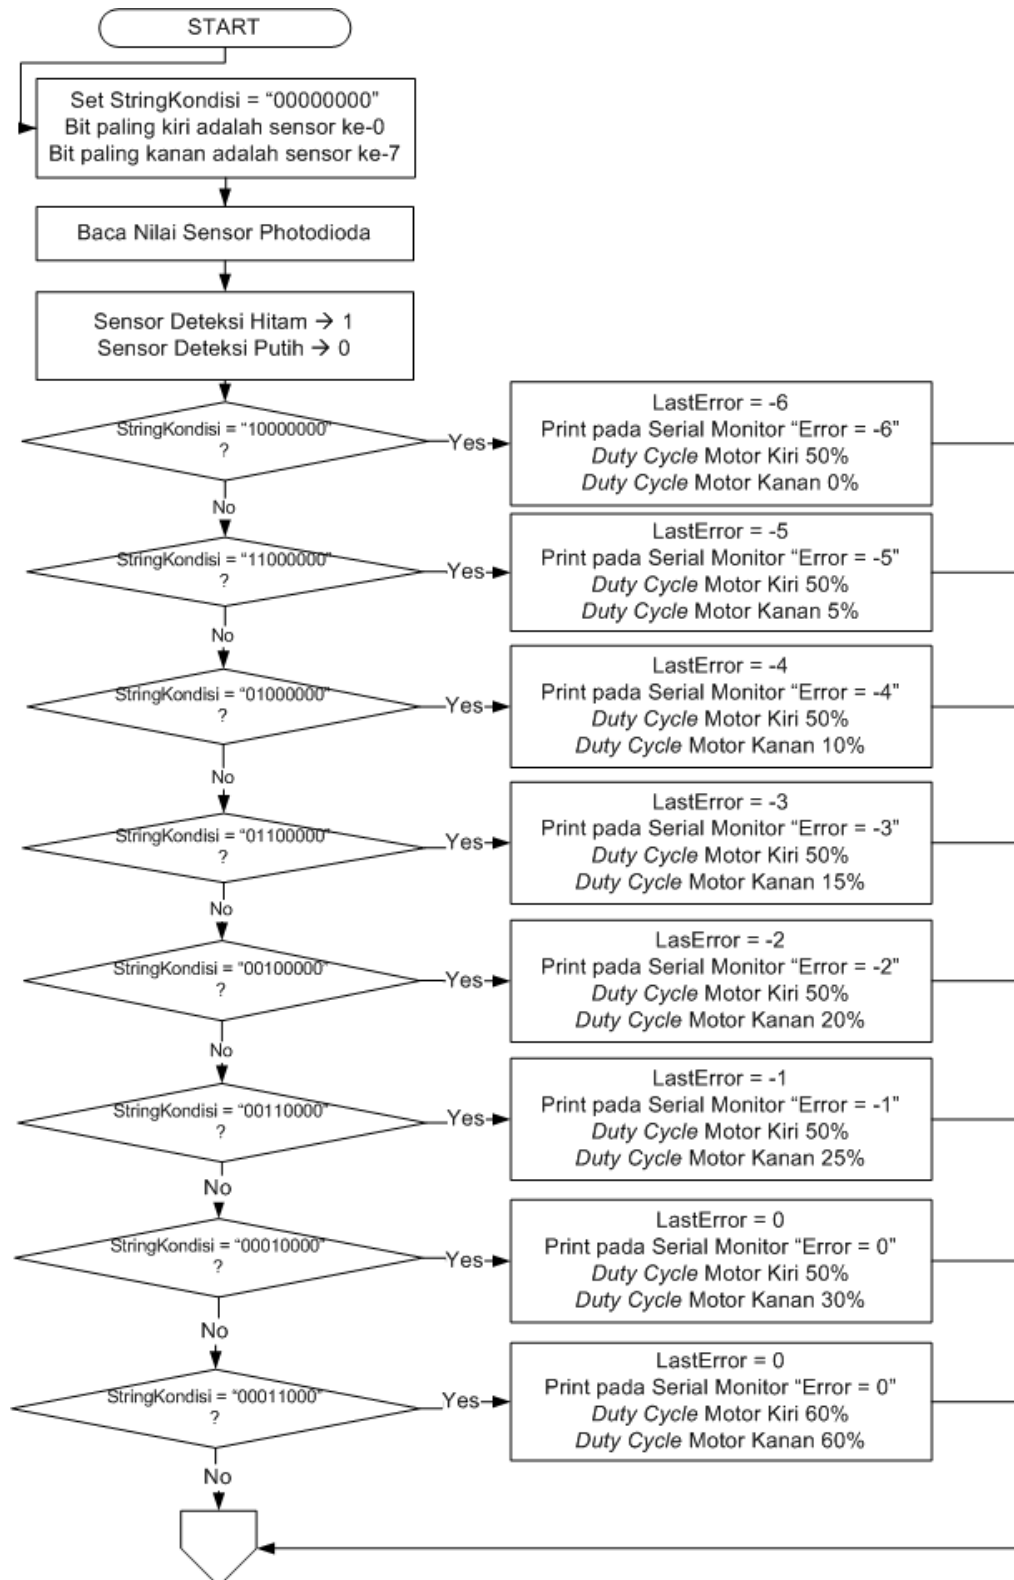 START
Set StringKondisi = “00000000”
Bit paling kiri adalah sensor ke-0
Bit paling kanan adalah sensor ke-7
Baca Nilai Sensor Photodioda
Sensor Deteksi Hitam → 1
Sensor Deteksi Putih → 0
StringKondisi = “10000000”
?
Yes
LastError = -6
Print pada Serial Monitor “Error = -6”
Duty Cycle Motor Kiri 50%
Duty Cycle Motor Kanan 0%
No
StringKondisi = “11000000”
?
Yes
LastError = -5
Print pada Serial Monitor “Error = -5”
Duty Cycle Motor Kiri 50%
Duty Cycle Motor Kanan 5%
No
StringKondisi = “01000000”
?
Yes
LastError = -4
Print pada Serial Monitor “Error = -4”
Duty Cycle Motor Kiri 50%
Duty Cycle Motor Kanan 10%
No
StringKondisi = “01100000”
?
Yes
LastError = -3
Print pada Serial Monitor “Error = -3”
Duty Cycle Motor Kiri 50%
Duty Cycle Motor Kanan 15%
No
StringKondisi = “00100000”
?
Yes
LasError = -2
Print pada Serial Monitor “Error = -2”
Duty Cycle Motor Kiri 50%
Duty Cycle Motor Kanan 20%
No
StringKondisi = “00110000”
?
Yes
LastError = -1
Print pada Serial Monitor “Error = -1”
Duty Cycle Motor Kiri 50%
Duty Cycle Motor Kanan 25%
No
StringKondisi = “00010000”
?
Yes
LastError = 0
Print pada Serial Monitor “Error = 0”
Duty Cycle Motor Kiri 50%
Duty Cycle Motor Kanan 30%
No
StringKondisi = “00011000”
?
Yes
LastError = 0
Print pada Serial Monitor “Error = 0”
Duty Cycle Motor Kiri 60%
Duty Cycle Motor Kanan 60%
No